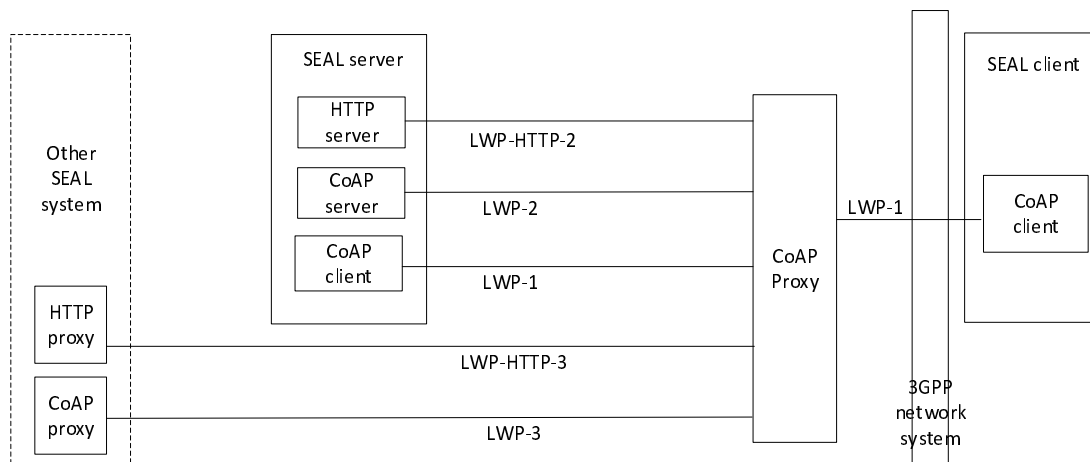 Other
SEAL
system
HTTP
proxy
CoAP
proxy
SEAL server
HTTP
server
CoAP
server
CoAP
client
LWP-HTTP-2
LWP-2
LWP-1
LWP-HTTP-3
LWP-3
CoAP
Proxy
LWP-1
3GPP
network
system
SEAL client
CoAP
client